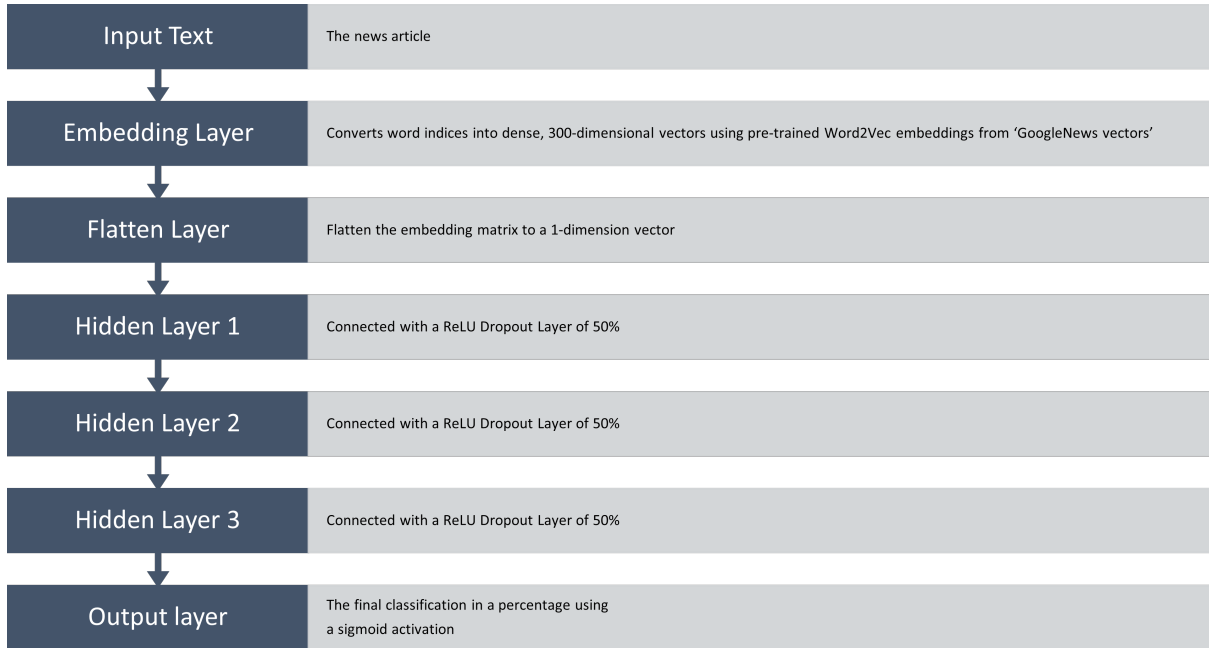 Input Text
The news article
Embedding Layer
Converts word indices into dense, 300-dimensional vectors using pre-trained Word2Vec embeddings from ‘GoogleNews vectors’
Flatten Layer
Flatten the embedding matrix to a 1-dimension vector
Hidden Layer 1
Connected with a ReLU Dropout Layer of 50%
Hidden Layer 2
Connected with a ReLU Dropout Layer of 50%
Hidden Layer 3
Connected with a ReLU Dropout Layer of 50%
Output layer
The final classification in a percentage using
a sigmoid activation